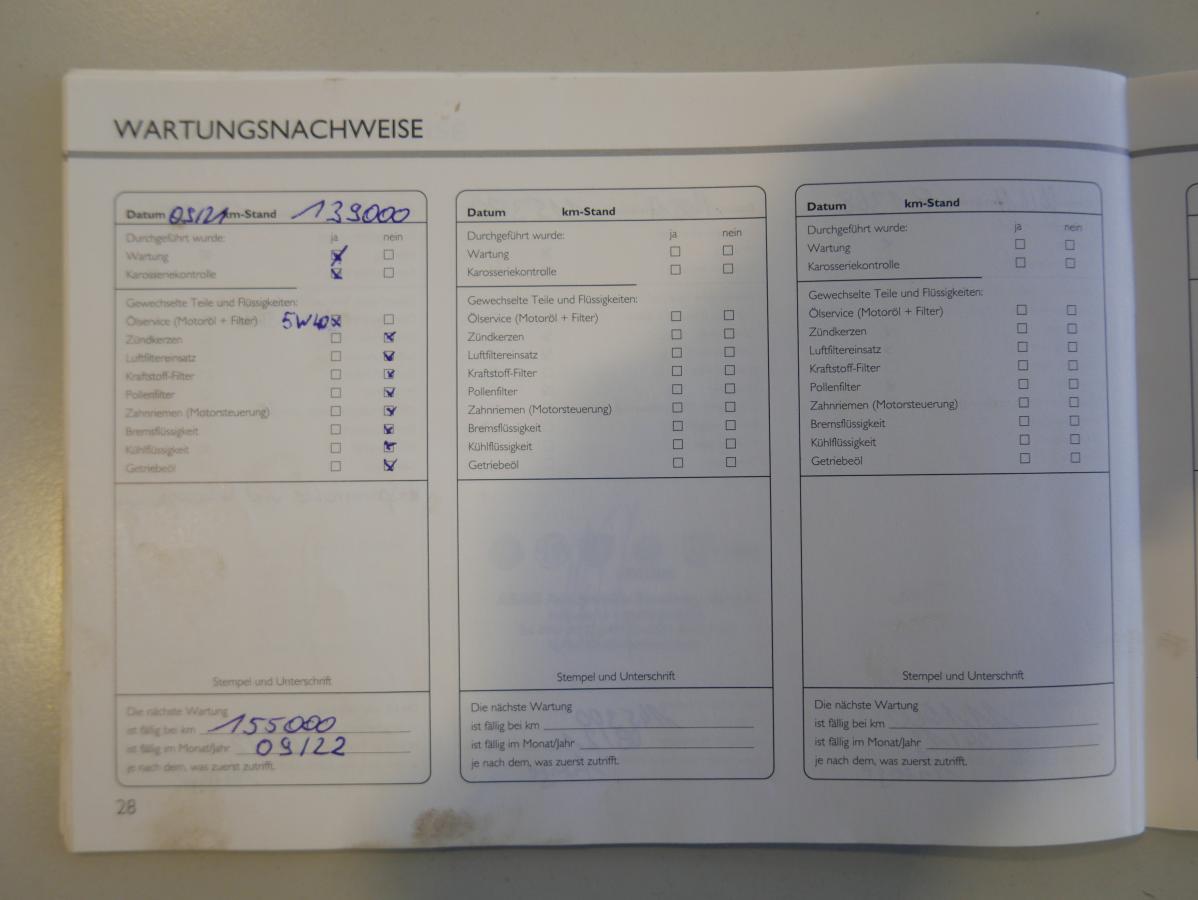 WARTUNGSNACHWEISE
Datum 09/21 km-Stand 139000
Durchgeführt wurde: ja nein
Wartung
Karosseriekontrolle
Gewechselte Teile und Flüssigkeiten:
Ölservice (Motoröl + Filter) 5W40
Zündkerzen
Luftfiltereinsatz
Kraftstoff-Filter
Pollenfilter
Zahnriemen (Motorsteuerung)
Bremsflüssigkeit
Kühlflüssigkeit
Getriebeöl
Stempel und Unterschrift
Die nächste Wartung
ist fällig bei km 155000
ist fällig im Monat/Jahr 09/22
je nach dem, was zuerst zutrifft.
Datum km-Stand
Durchgeführt wurde: ja nein
Wartung
Karosseriekontrolle
Gewechselte Teile und Flüssigkeiten:
Ölservice (Motoröl + Filter)
Zündkerzen
Luftfiltereinsatz
Kraftstoff-Filter
Pollenfilter
Zahnriemen (Motorsteuerung)
Bremsflüssigkeit
Kühlflüssigkeit
Getriebeöl
Stempel und Unterschrift
Die nächste Wartung
ist fällig bei km
ist fällig im Monat/Jahr
je nach dem, was zuerst zutrifft.
Datum km-Stand
Durchgeführt wurde: ja nein
Wartung
Karosseriekontrolle
Gewechselte Teile und Flüssigkeiten:
Ölservice (Motoröl + Filter)
Zündkerzen
Luftfiltereinsatz
Kraftstoff-Filter
Pollenfilter
Zahnriemen (Motorsteuerung)
Bremsflüssigkeit
Kühlflüssigkeit
Getriebeöl
Stempel und Unterschrift
Die nächste Wartung
ist fällig bei km
ist fällig im Monat/Jahr
je nach dem, was zuerst zutrifft.
28